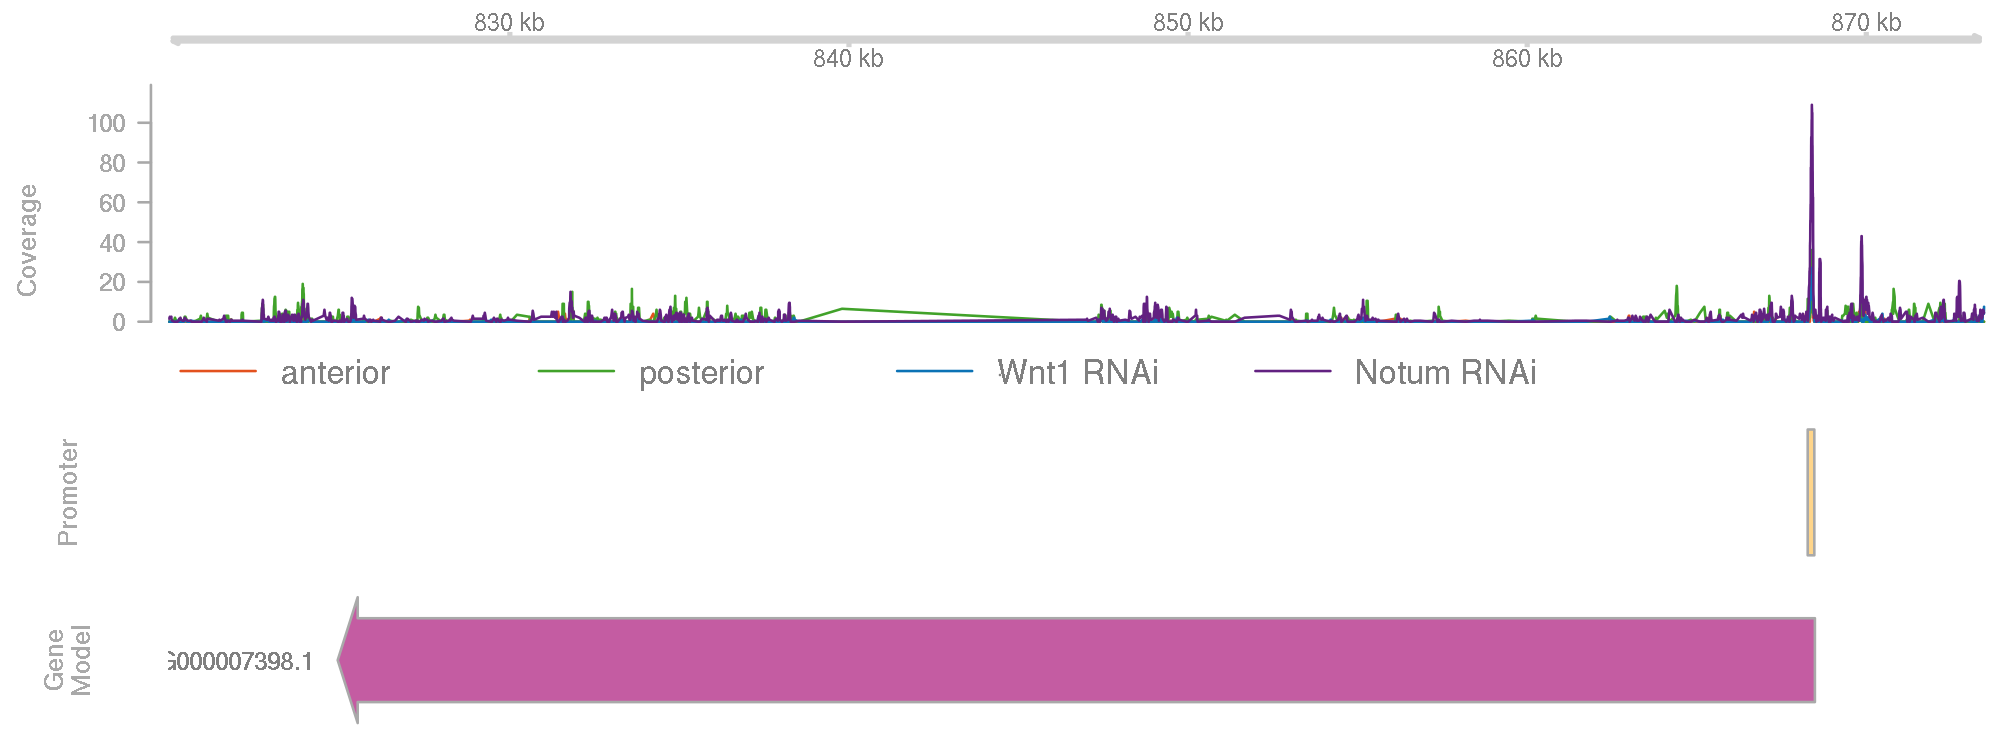 830 kb 850 kb 870 kb
840 kb 860 kb
Coverage
100
80
60
40
20
0
anterior posterior Wnt1 RNAi Notum RNAi
Promoter
Gene
Model
G000007398.1